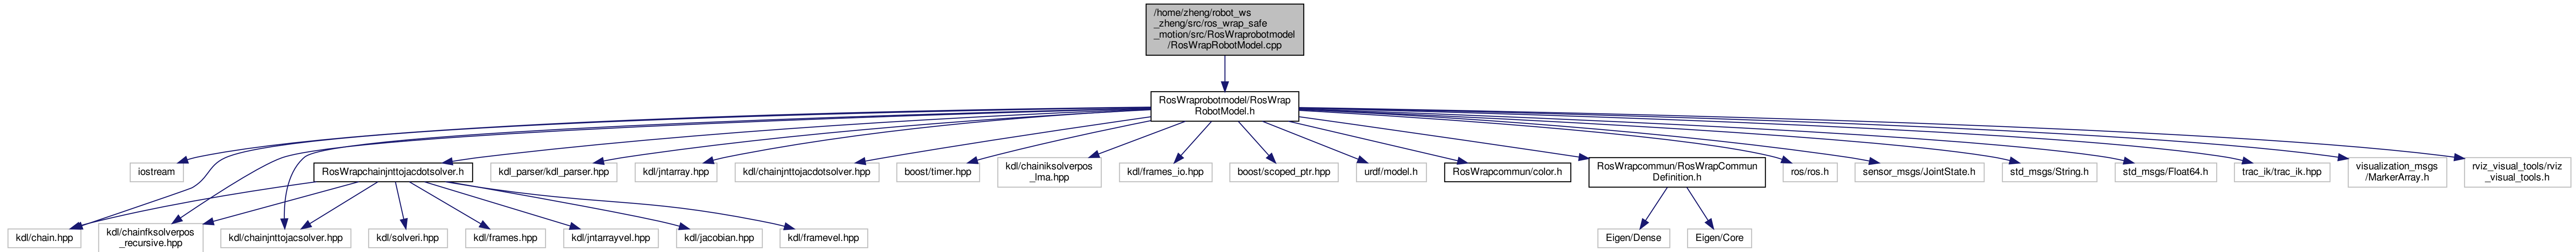 /home/zheng/robot_ws
_zheng/src/ros_wrap_safe
_motion/src/RosWraprobotmodel
/RosWrapRobotModel.cpp
RosWraprobotmodel/RosWrap
RobotModel.h
iostream
RosWrapchainjnttojacdotsolver.h
kdl_parser/kdl_parser.hpp
kdl/jntarray.hpp
kdl/chainjnttojacdotsolver.hpp
boost/timer.hpp
kdl/chainiksolverpos
_lma.hpp
kdl/frames_io.hpp
boost/scoped_ptr.hpp
urdf/model.h
RosWrapcommun/color.h
RosWrapcommun/RosWrapCommun
Definition.h
ros/ros.h
sensor_msgs/JointState.h
std_msgs/String.h
std_msgs/Float64.h
trac_ik/trac_ik.hpp
visualization_msgs
/MarkerArray.h
rviz_visual_tools/rviz
_visual_tools.h
kdl/chain.hpp
kdl/chainfksolverpos
_recursive.hpp
kdl/chainjnttojacsolver.hpp
kdl/solveri.hpp
kdl/frames.hpp
kdl/jntarrayvel.hpp
kdl/jacobian.hpp
kdl/framevel.hpp
Eigen/Dense
Eigen/Core